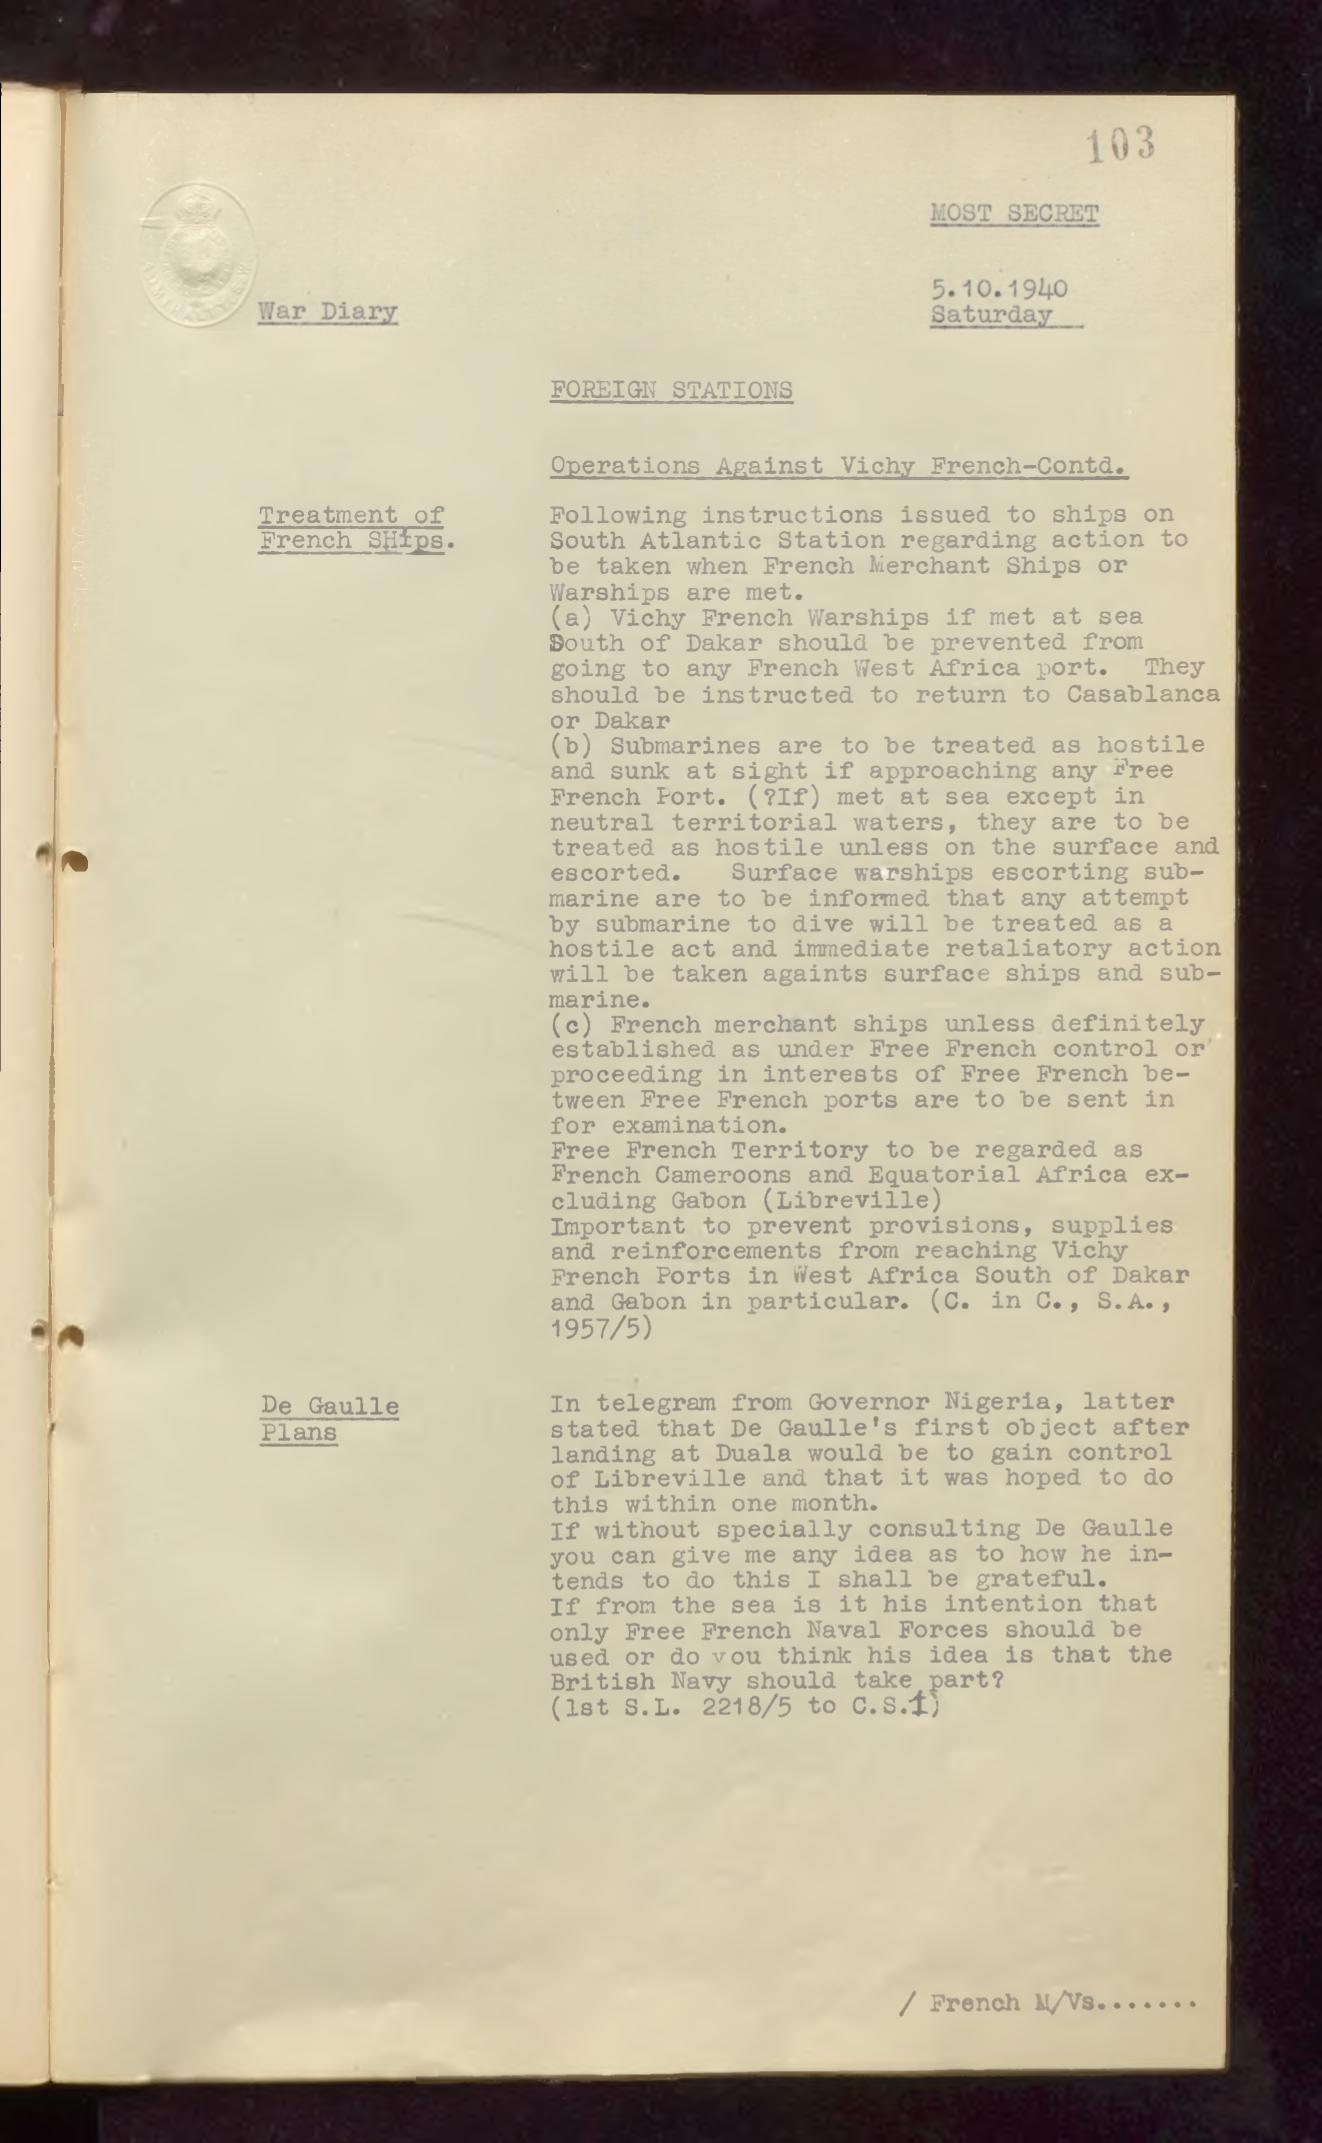 103
MOST SECRET
5.10.1940
Saturday
War Diary
FOREIGN STATIONS
Operations Against Vichy French-Contd.
Treatment of
French SHips.
Following instructions issued to ships on
South Atlantic Station regarding action to
be taken when French Merchant Ships or
Warships are met.
(a) Vichy French Warships if met at sea
South of Dakar should be prevented from
going to any French West Africa port. They
should be instructed to return to Casablanca
or Dakar
(b) Submarines are to be treated as hostile
and sunk at sight if approaching any Free
French Port. (?If) met at sea except in
neutral territorial waters, they are to be
treated as hostile unless on the surface and
escorted. Surface warships escorting sub-
marine are to be informed that any attempt
by submarine to dive will be treated as a
hostile act and immediate retaliatory action
will be taken againts surface ships and sub-
marine.
(c) French merchant ships unless definitely
established as under Free French control or
proceeding in interests of Free French be-
tween Free French ports are to be sent in
for examination.
Free French Territory to be regarded as
French Cameroons and Equatorial Africa ex-
cluding Gabon (Libreville)
Important to prevent provisions, supplies
and reinforcements from reaching Vichy
French Ports in West Africa South of Dakar
and Gabon in particular. (C. in C., S.A.,
1957/5)
De Gaulle
Plans
In telegram from Governor Nigeria, latter
stated that De Gaulle's first object after
landing at Duala would be to gain control
of Libreville and that it was hoped to do
this within one month.
If without specially consulting De Gaulle
you can give me any idea as to how he in-
tends to do this I shall be grateful.
If from the sea is it his intention that
only Free French Naval Forces should be
used or do you think his idea is that the
British Navy should take part?
(1st S.L. 2218/5 to C.S.1)
/ French M/Vs.......